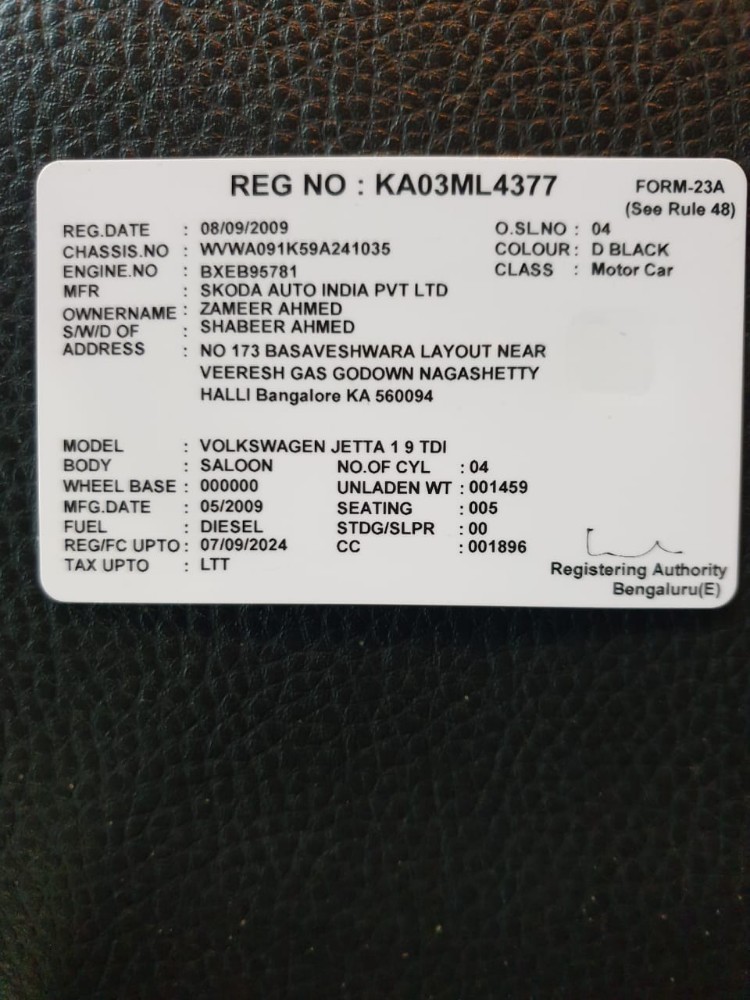 REG NO : KA03ML4377
FORM-23A
(See Rule 48)
REG.DATE : 08/09/2009 O.SLNO : 04
CHASSIS.NO : WVWA091K59A241035 COLOUR : D BLACK
ENGINE.NO : BXEB95781 CLASS : Motor Car
MFR : SKODA AUTO INDIA PVT LTD
OWNERNAME : ZAMEER AHMED
S/W/D OF : SHABEER AHMED
ADDRESS : NO 173 BASAVESHWARA LAYOUT NEAR
VEERESH GAS GODOWN NAGASHETTY
HALLI Bangalore KA 560094
MODEL : VOLKSWAGEN JETTA 1 9 TDI
BODY : SALOON NO.OF CYL : 04
WHEEL BASE : 000000 UNLADEN WT : 001459
MFG.DATE : 05/2009 SEATING : 005
FUEL : DIESEL STDG/SLPR : 00
REG/FC UPTO : 07/09/2024 CC : 001896
TAX UPTO : LTT
Registering Authority
Bengaluru(E)